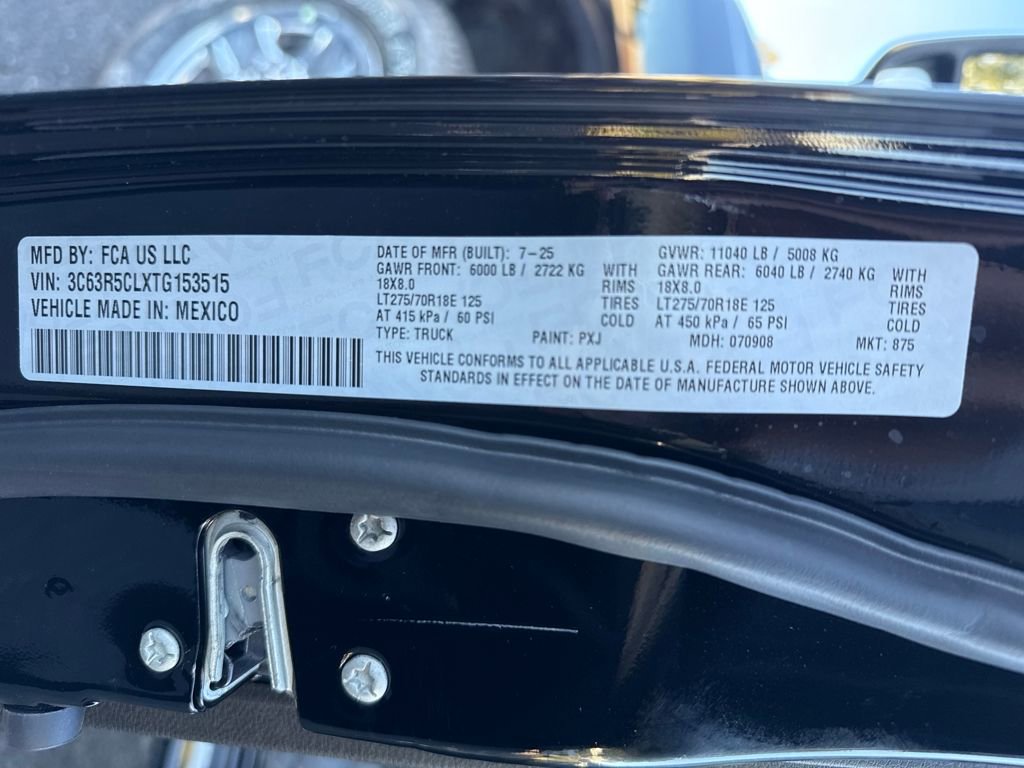 MFD BY: FCA US LLC
VIN: 3C63R5CLXTG153515
VEHICLE MADE IN: MEXICO
DATE OF MFR (BUILT): 7-25
GAWR FRONT: 6000 LB / 2722 KG WITH
18X8.0 RIMS
LT275/70R18E 125 TIRES
AT 415 kPa / 60 PSI COLD
TYPE: TRUCK PAINT: PXJ
GVWR: 11040 LB / 5008 KG
GAWR REAR: 6040 LB / 2740 KG WITH
18X8.0 RIMS
LT275/70R18E 125 TIRES
AT 450 kPa / 65 PSI COLD
MDH: 070908 MKT: 875
THIS VEHICLE CONFORMS TO ALL APPLICABLE U.S.A. FEDERAL MOTOR VEHICLE SAFETY
STANDARDS IN EFFECT ON THE DATE OF MANUFACTURE SHOWN ABOVE.